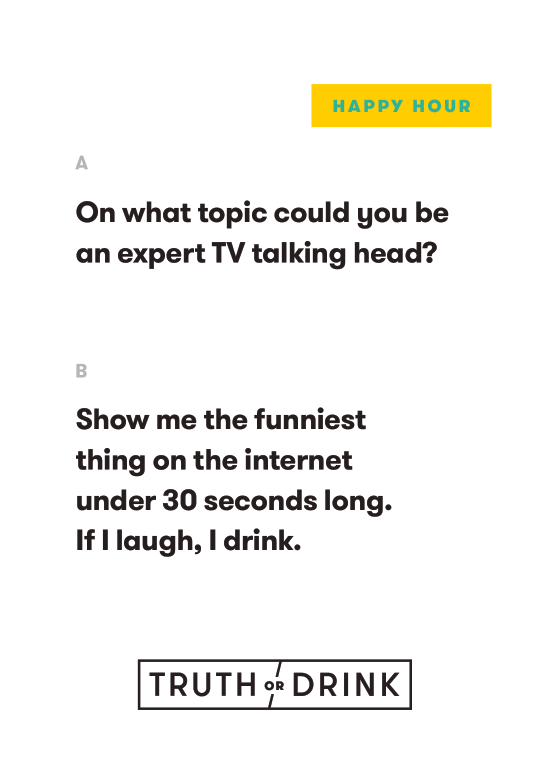 HAPPY HOUR
A
On what topic could you be
an expert TV talking head?
B
Show me the funniest
thing on the internet
under 30 seconds long.
If I laugh, I drink.
TRUTH OR DRINK